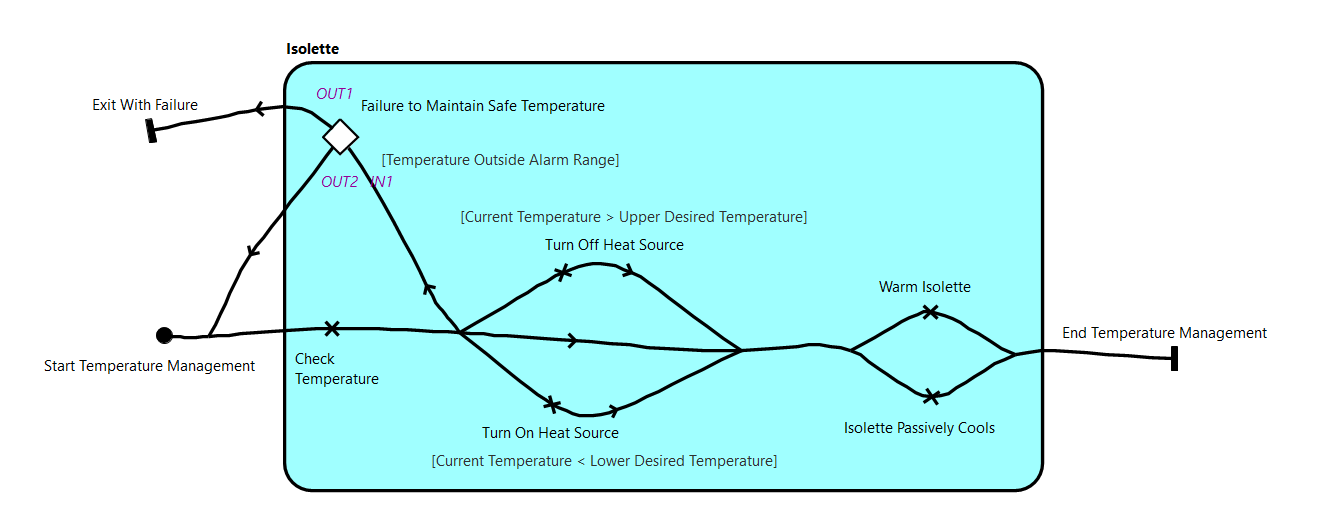 Isolette
OUT1
Exit With Failure
Failure to Maintain Safe Temperature
[Temperature Outside Alarm Range]
OUT2 IN1
[Current Temperature > Upper Desired Temperature]
Turn Off Heat Source
Warm Isolette
End Temperature Management
Start Temperature Management
Check
Temperature
Isolette Passively Cools
Turn On Heat Source
[Current Temperature < Lower Desired Temperature]